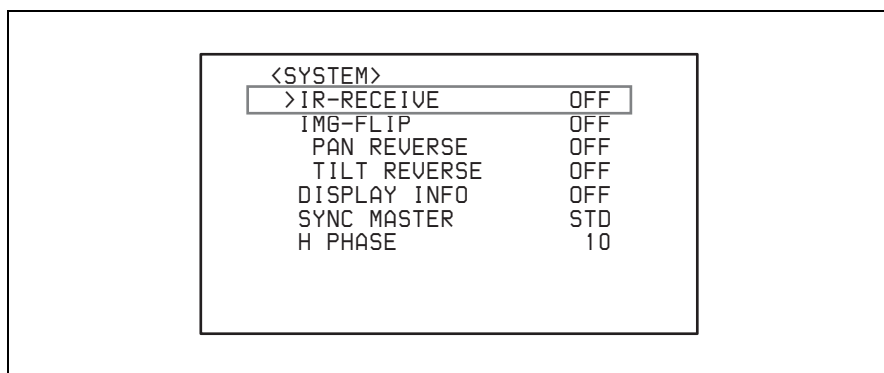 <SYSTEM>
>IR-RECEIVE OFF
IMG-FLIP OFF
PAN REVERSE OFF
TILT REVERSE OFF
DISPLAY INFO OFF
SYNC MASTER STD
H PHASE 10